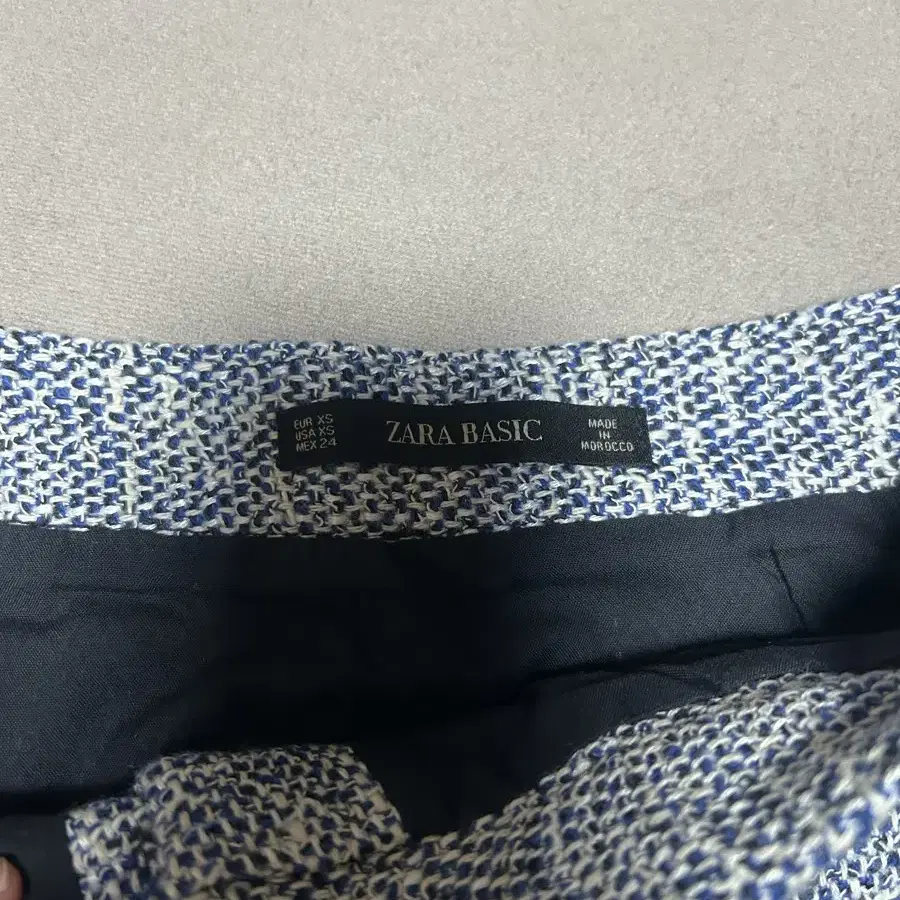 EUR XS
USA XS
MEX 24
ZARA BASIC
MADE
IN
MOROCCO